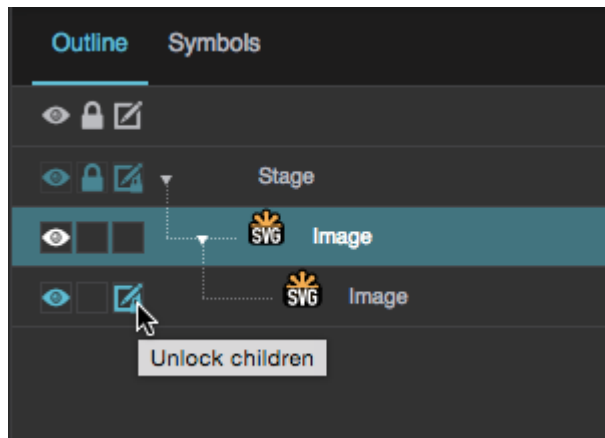 Outline Symbols
Stage
SVG Image
SVG Image
Unlock children